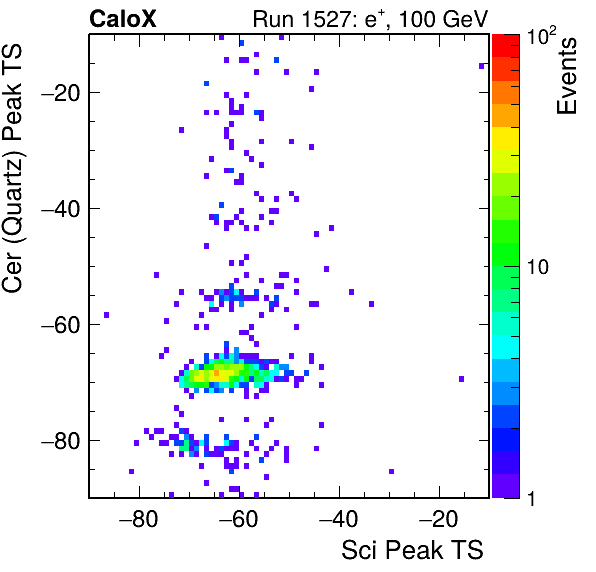 CaloX Run 1527: e⁺, 100 GeV
Cer (Quartz) Peak TS
−20
−40
−60
−80
−80 −60 −40 −20
Sci Peak TS
10²
10
1
Events